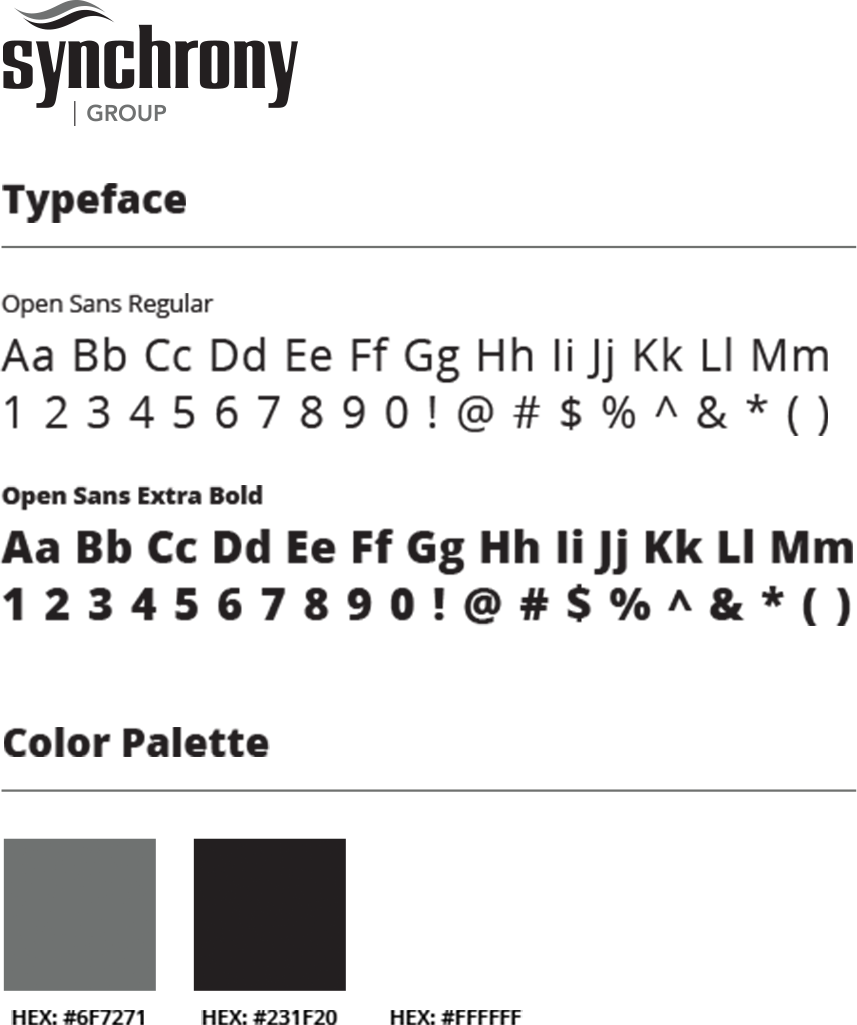 synchrony
| GROUP
Typeface
Open Sans Regular
Aa Bb Cc Dd Ee Ff Gg Hh Ii Jj Kk Ll Mm
1 2 3 4 5 6 7 8 9 0 ! @ # $ % ^ & * ( )
Open Sans Extra Bold
Aa Bb Cc Dd Ee Ff Gg Hh Ii Jj Kk Ll Mm
1 2 3 4 5 6 7 8 9 0 ! @ # $ % ^ & * ( )
Color Palette
HEX: #6F7271 HEX: #231F20 HEX: #FFFFFF